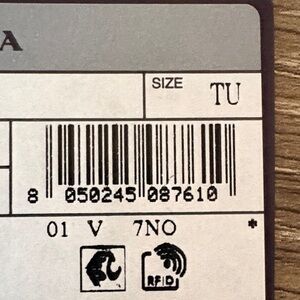 A
SIZE TU
8 050245 087610
01 V 7NO *
RFID